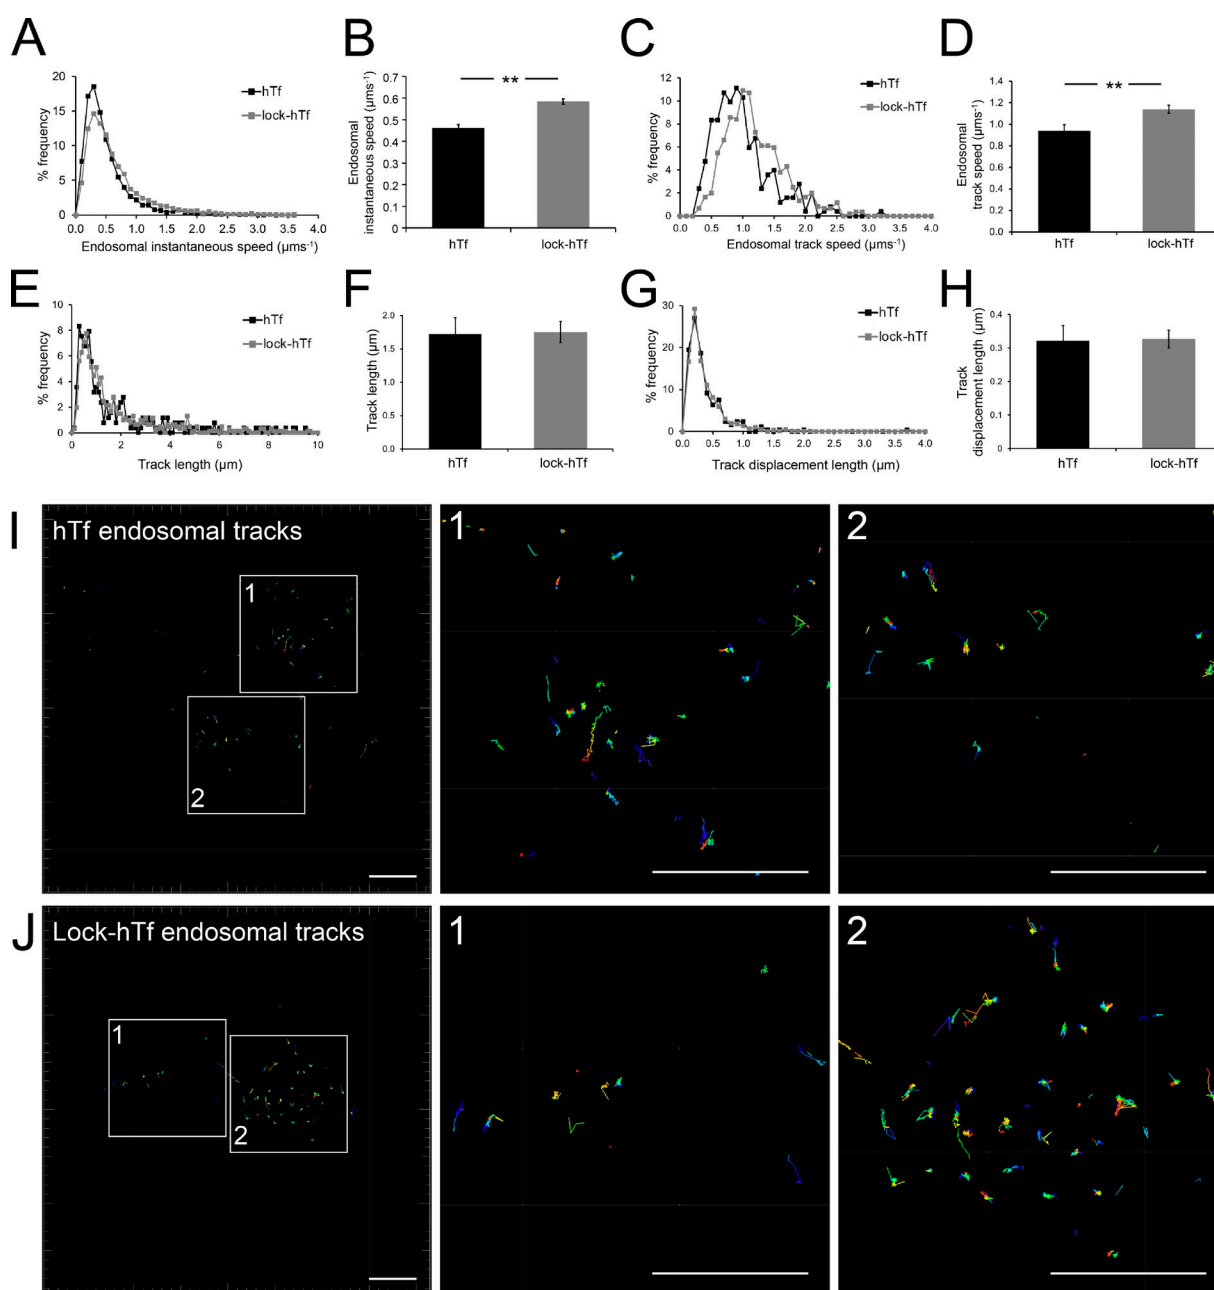 A
20
15
10
5
0
% frequency
hTf
lock-hTf
0.0 0.5 1.0 1.5 2.0 2.5 3.0 3.5 4.0
Endosomal instantaneous speed (µms⁻¹)
B
**
0.7
0.6
0.5
0.4
0.3
0.2
0.1
0
Endosomal
instantaneous speed (µms⁻¹)
hTf lock-hTf
C
12
10
8
6
4
2
0
% frequency
hTf
lock-hTf
0.0 0.5 1.0 1.5 2.0 2.5 3.0 3.5 4.0
Endosomal track speed (µms⁻¹)
D
**
1.4
1.2
1.0
0.8
0.6
0.4
0.2
0.0
Endosomal
track speed (µms⁻¹)
hTf lock-hTf
E
10
8
6
4
2
0
% frequency
hTf
lock-hTf
0 2 4 6 8 10
Track length (µm)
F
2.0
1.5
1.0
0.5
0.0
Track length (µm)
hTf lock-hTf
G
30
20
10
0
% frequency
hTf
lock-hTf
0.0 0.5 1.0 1.5 2.0 2.5 3.0 3.5 4.0
Track displacement length (µm)
H
0.4
0.3
0.2
0.1
0
Track
displacement length (µm)
hTf lock-hTf
I
hTf endosomal tracks
1
2
1
2
J
Lock-hTf endosomal tracks
1
2
1
2